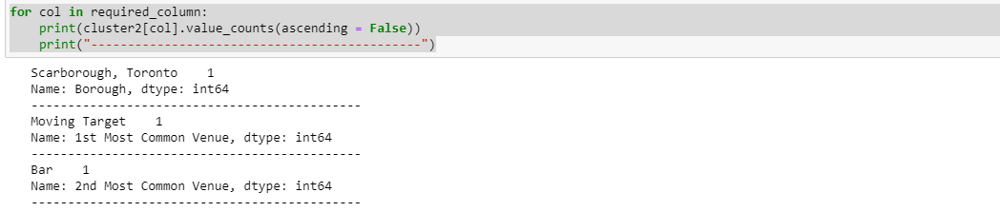 for col in required_column:
    print(cluster2[col].value_counts(ascending = False))
    print("---------------------------------------------")
Scarborough, Toronto    1
Name: Borough, dtype: int64
---------------------------------------------
Moving Target    1
Name: 1st Most Common Venue, dtype: int64
---------------------------------------------
Bar    1
Name: 2nd Most Common Venue, dtype: int64
---------------------------------------------